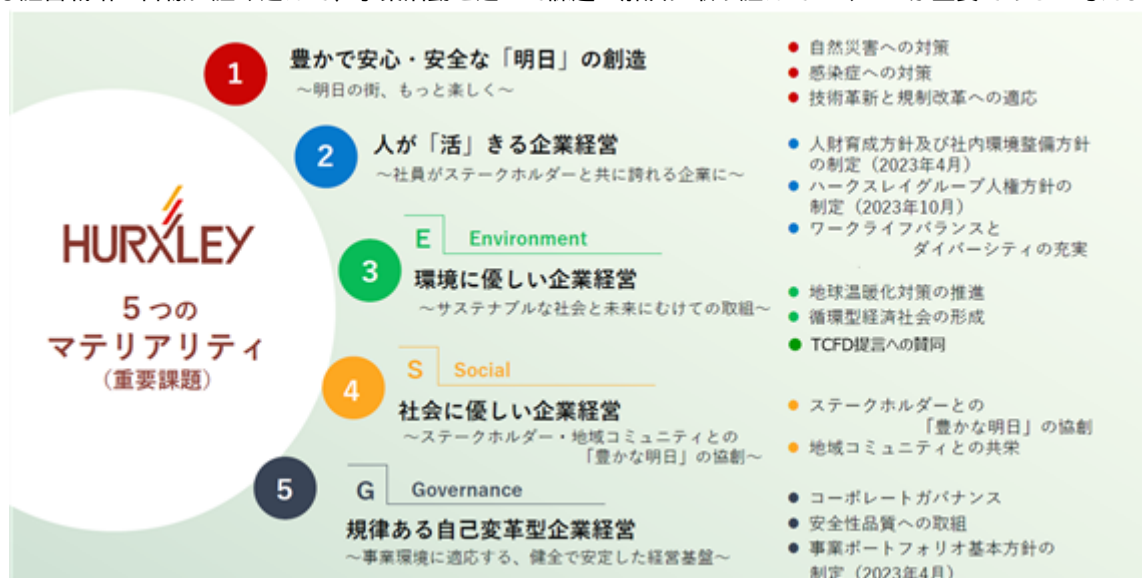 1
豊かで安心・安全な「明日」の創造
～明日の街、もっと楽しく～
● 自然災害への対策
● 感染症への対策
● 技術革新と規制改革への適応
2
人が「活」きる企業経営
～社員がステークホルダーと共に誇れる企業に～
● 人財育成方針及び社内環境整備方針
の制定（2023年4月）
● ハークスレイグループ人権方針の
制定（2023年10月）
● ワークライフバランスと
ダイバーシティの充実
HURXLEY
5つの
マテリアリティ
（重要課題）
3
E Environment
環境に優しい企業経営
～サステナブルな社会と未来にむけての取組～
● 地球温暖化対策の推進
● 循環型経済社会の形成
● TCFD提言への賛同
4
S Social
社会に優しい企業経営
～ステークホルダー・地域コミュニティとの
「豊かな明日」の協創～
● ステークホルダーとの
「豊かな明日」の協創
● 地域コミュニティとの共栄
5
G Governance
規律ある自己変革型企業経営
～事業環境に適応する、健全で安定した経営基盤～
● コーポレートガバナンス
● 安全性品質への取組
● 事業ポートフォリオ基本方針の
制定（2023年4月）